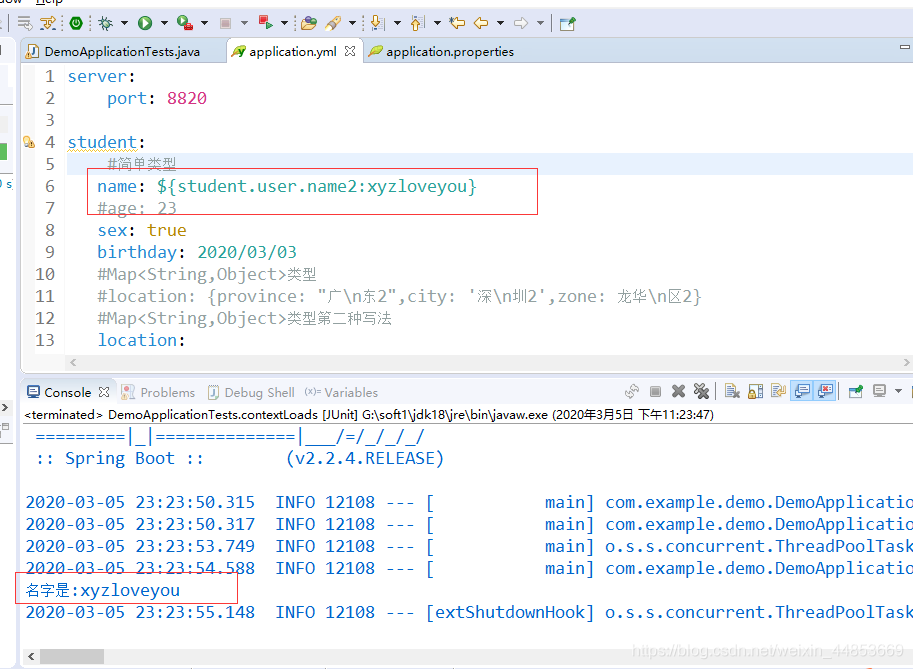 Help
DemoApplicationTests.java application.yml application.properties
1 server:
2 port: 8820
3
4 student:
5 #简单类型
6 name: ${student.user.name2:xyzloveyou}
7 #age: 23
8 sex: true
9 birthday: 2020/03/03
10 #Map<String,Object>类型
11 #location: {province: "广\n东2",city: '深\n圳2',zone: 龙华\n区2}
12 #Map<String,Object>类型第二种写法
13 location:
Console Problems Debug Shell (x)= Variables
<terminated> DemoApplicationTests.contextLoads [JUnit] G:\soft1\jdk18\jre\bin\javaw.exe (2020年3月5日 下午11:23:47)
=========|_|==============|___/=/_/_/_/
:: Spring Boot :: (v2.2.4.RELEASE)
2020-03-05 23:23:50.315 INFO 12108 --- [ main] com.example.demo.DemoApplicatio
2020-03-05 23:23:50.317 INFO 12108 --- [ main] com.example.demo.DemoApplicatio
2020-03-05 23:23:53.749 INFO 12108 --- [ main] o.s.s.concurrent.ThreadPoolTask
2020-03-05 23:23:54.588 INFO 12108 --- [ main] com.example.demo.DemoApplicatio
名字是:xyzloveyou
2020-03-05 23:23:55.148 INFO 12108 --- [extShutdownHook] o.s.s.concurrent.ThreadPoolTask
https://blog.csdn.net/weixin_44853669